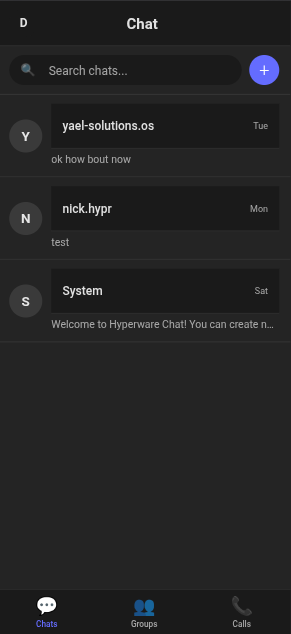 D
Chat
Search chats...
+
Y
yael-solutions.os
Tue
ok how bout now
N
nick.hypr
Mon
test
S
System
Sat
Welcome to Hyperware Chat! You can create n...
Chats
Groups
Calls